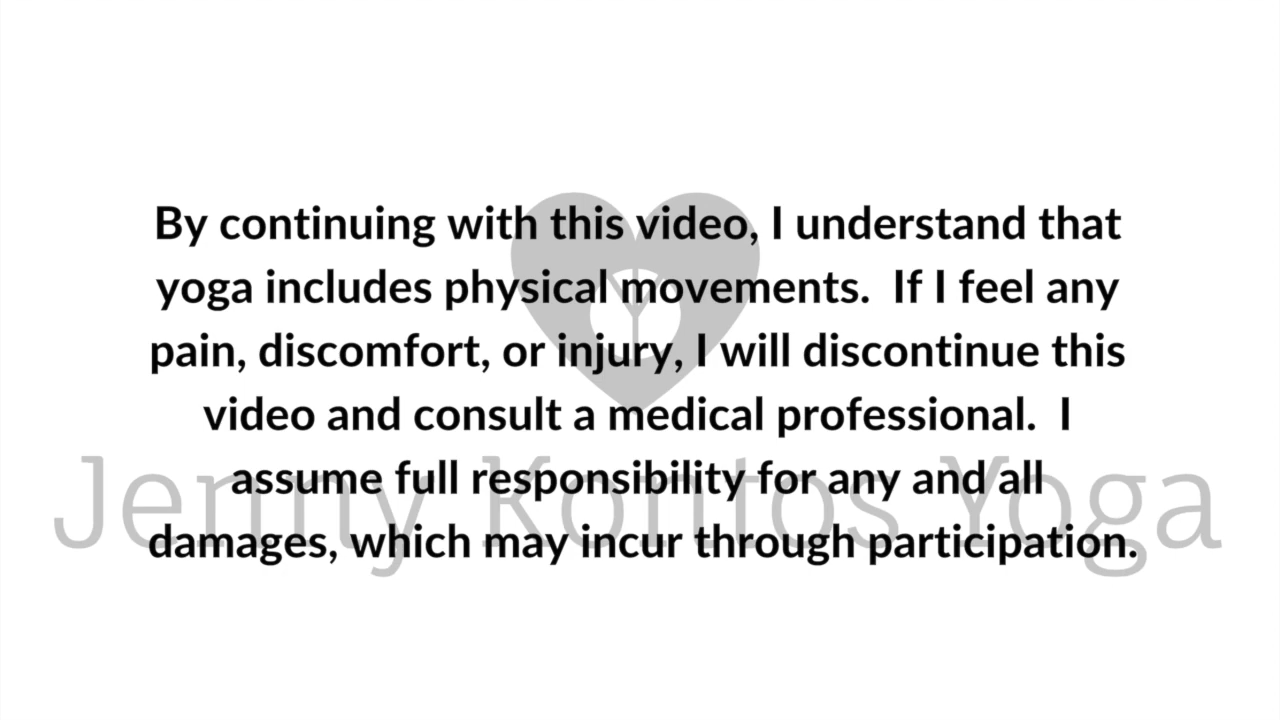 By continuing with this video, I understand that
yoga includes physical movements.  If I feel any
pain, discomfort, or injury, I will discontinue this
video and consult a medical professional.  I
assume full responsibility for any and all
Jenny Kontos Yoga
damages, which may incur through participation.